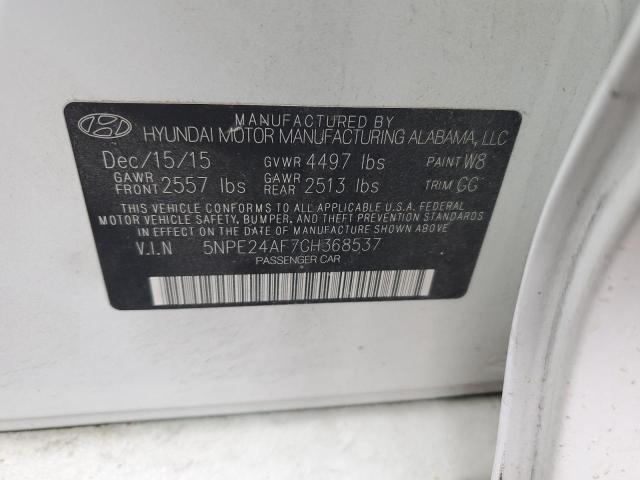 MANUFACTURED BY
HYUNDAI MOTOR MANUFACTURING ALABAMA, LLC
Dec/15/15 GVWR 4497 lbs PAINT W8
GAWR FRONT 2557 lbs GAWR REAR 2513 lbs TRIM GG
THIS VEHICLE CONFORMS TO ALL APPLICABLE U.S.A. FEDERAL
MOTOR VEHICLE SAFETY, BUMPER, AND THEFT PREVENTION STANDARDS
IN EFFECT ON THE DATE OF MANUFACTURE SHOWN ABOVE.
V.I.N 5NPE24AF7GH368537
PASSENGER CAR